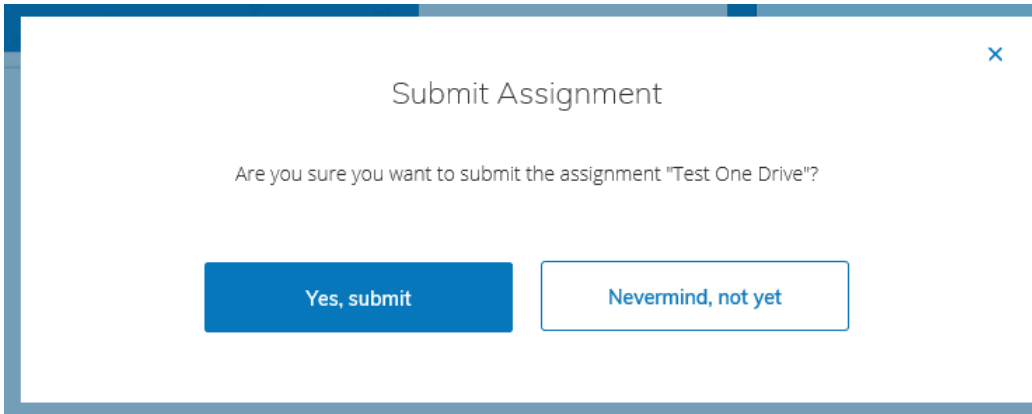 Submit Assignment
Are you sure you want to submit the assignment "Test One Drive"?
Yes, submit
Nevermind, not yet